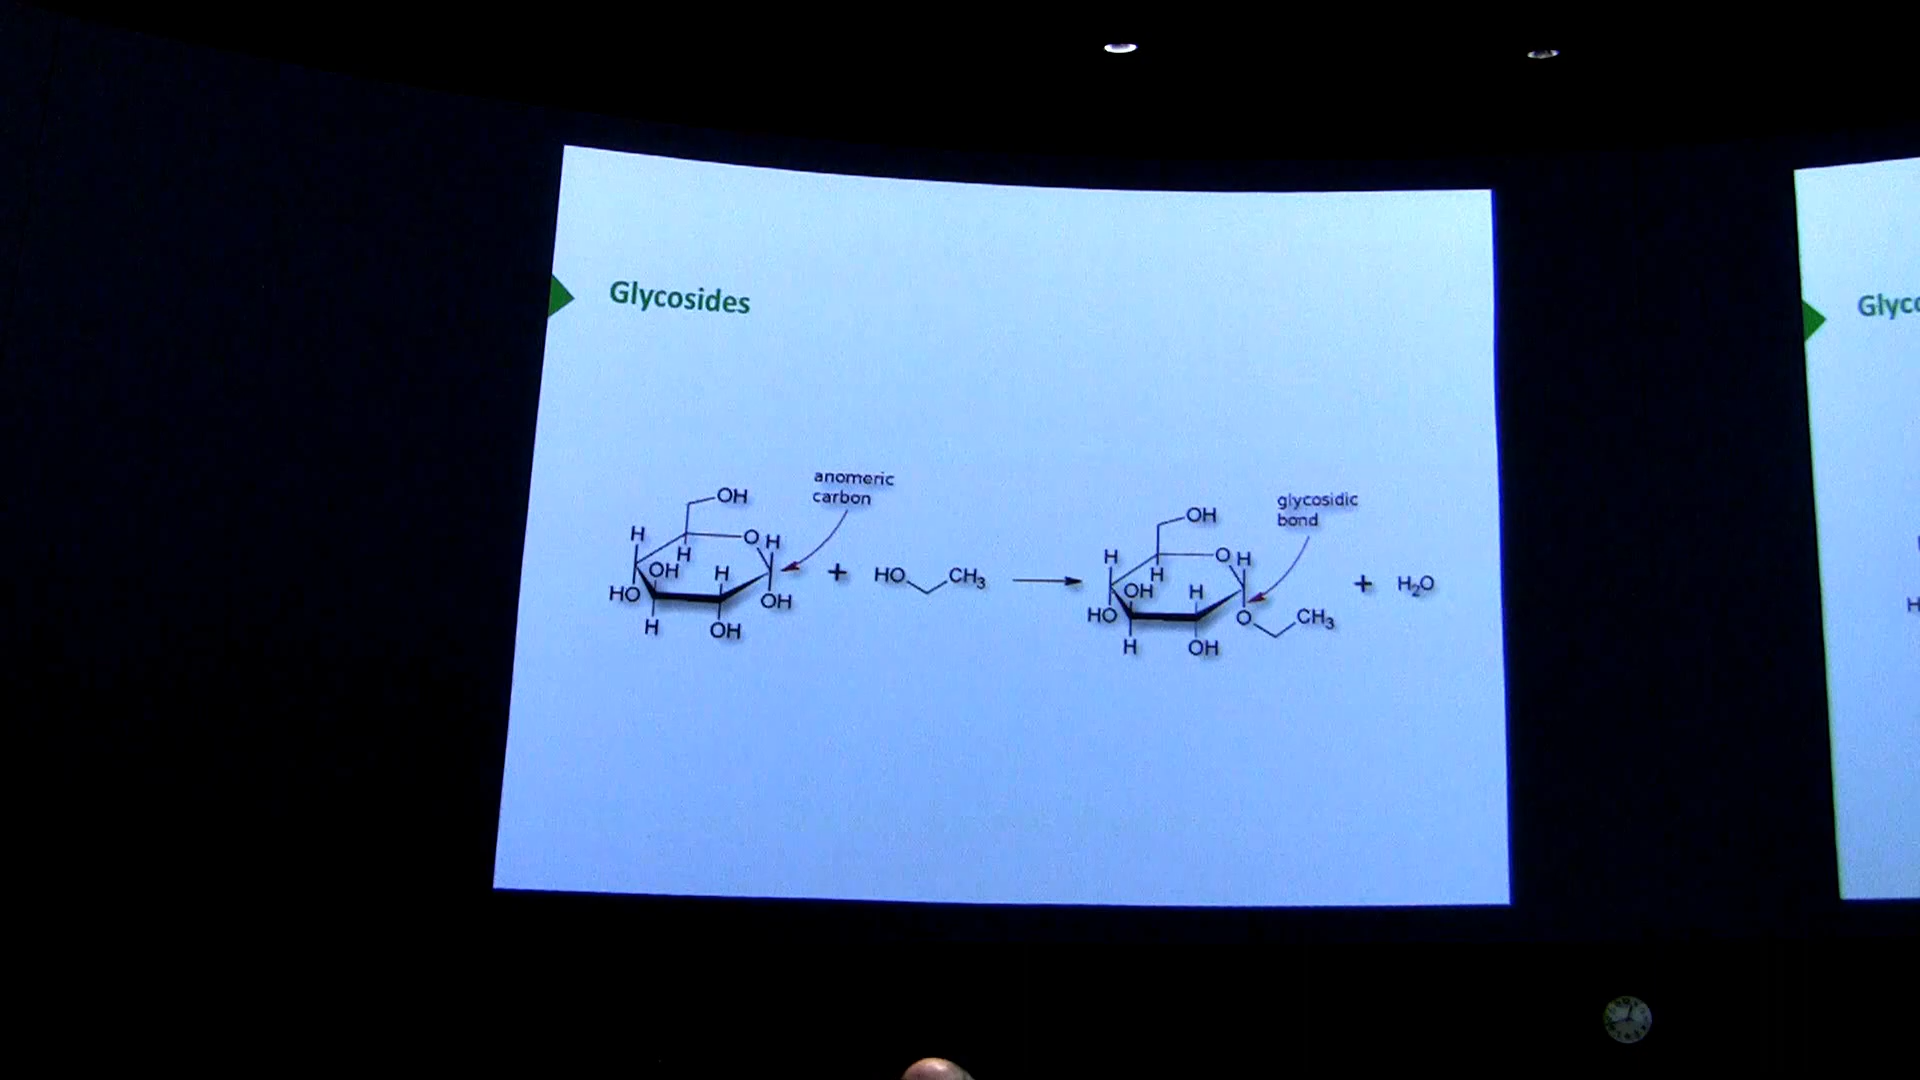 Glycosides
anomeric
carbon
OH
H
O H
H
OH
H
HO
OH
H
OH
+
HO
CH₃
glycosidic
bond
OH
H
O H
H
OH
H
HO
O
CH₃
H
OH
+
H₂O
Glyc
H